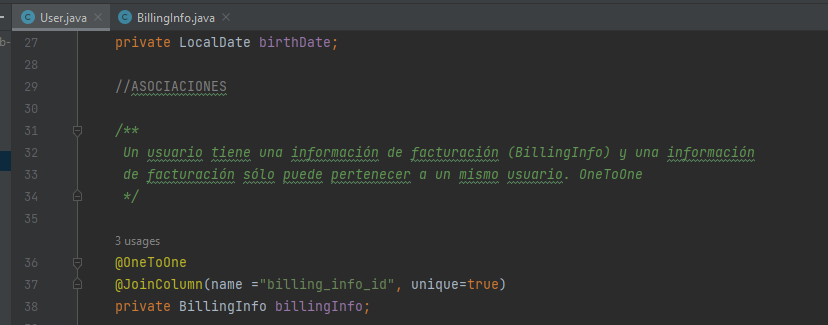 User.java
BillingInfo.java
27 private LocalDate birthDate;
28
29 //ASOCIACIONES
30
31 /**
32 Un usuario tiene una información de facturación (BillingInfo) y una información
33 de facturación sólo puede pertenecer a un mismo usuario. OneToOne
34 */
35
3 usages
36 @OneToOne
37 @JoinColumn(name ="billing_info_id", unique=true)
38 private BillingInfo billingInfo;